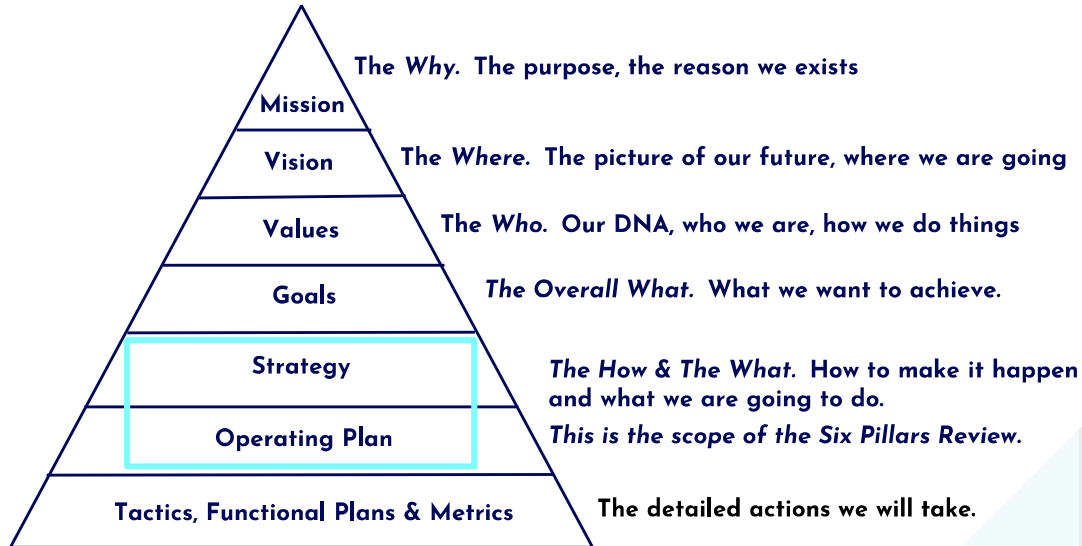 The Why. The purpose, the reason we exists
Mission
Vision
The Where. The picture of our future, where we are going
Values
The Who. Our DNA, who we are, how we do things
Goals
The Overall What. What we want to achieve.
Strategy
The How & The What. How to make it happen
and what we are going to do.
Operating Plan
This is the scope of the Six Pillars Review.
Tactics, Functional Plans & Metrics
The detailed actions we will take.